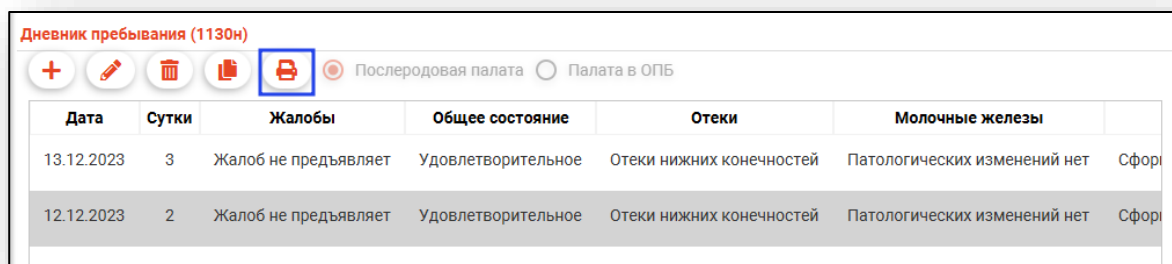 Дневник пребывания (1130н)
Послеродовая палата Палата в ОПБ
Дата Сутки Жалобы Общее состояние Отеки Молочные железы
13.12.2023 3 Жалоб не предъявляет Удовлетворительное Отеки нижних конечностей Патологических изменений нет
12.12.2023 2 Жалоб не предъявляет Удовлетворительное Отеки нижних конечностей Патологических изменений нет